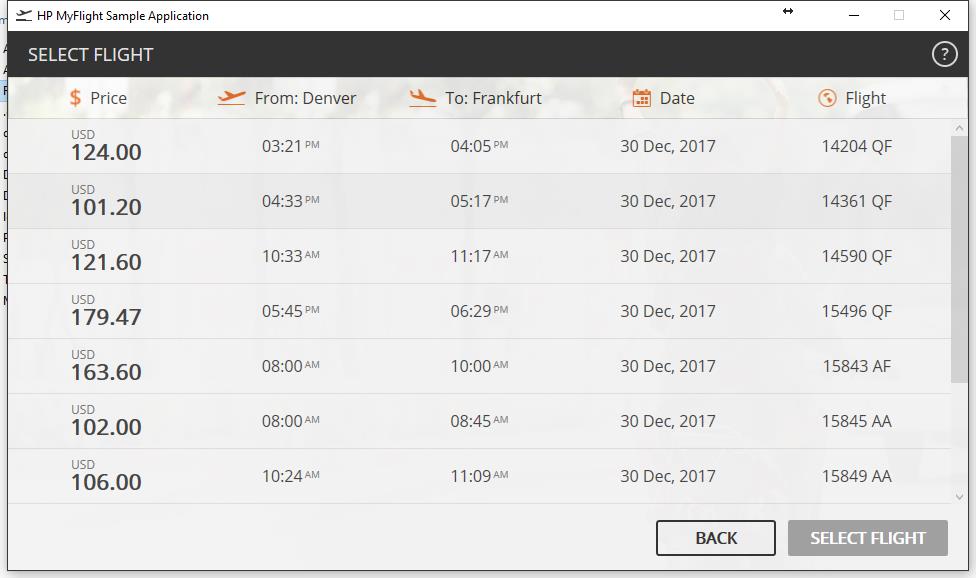 HP MyFlight Sample Application
SELECT FLIGHT ?
$ Price From: Denver To: Frankfurt Date Flight
USD
124.00 03:21 PM 04:05 PM 30 Dec, 2017 14204 QF
USD
101.20 04:33 PM 05:17 PM 30 Dec, 2017 14361 QF
USD
121.60 10:33 AM 11:17 AM 30 Dec, 2017 14590 QF
USD
179.47 05:45 PM 06:29 PM 30 Dec, 2017 15496 QF
USD
163.60 08:00 AM 10:00 AM 30 Dec, 2017 15843 AF
USD
102.00 08:00 AM 08:45 AM 30 Dec, 2017 15845 AA
USD
106.00 10:24 AM 11:09 AM 30 Dec, 2017 15849 AA
BACK SELECT FLIGHT